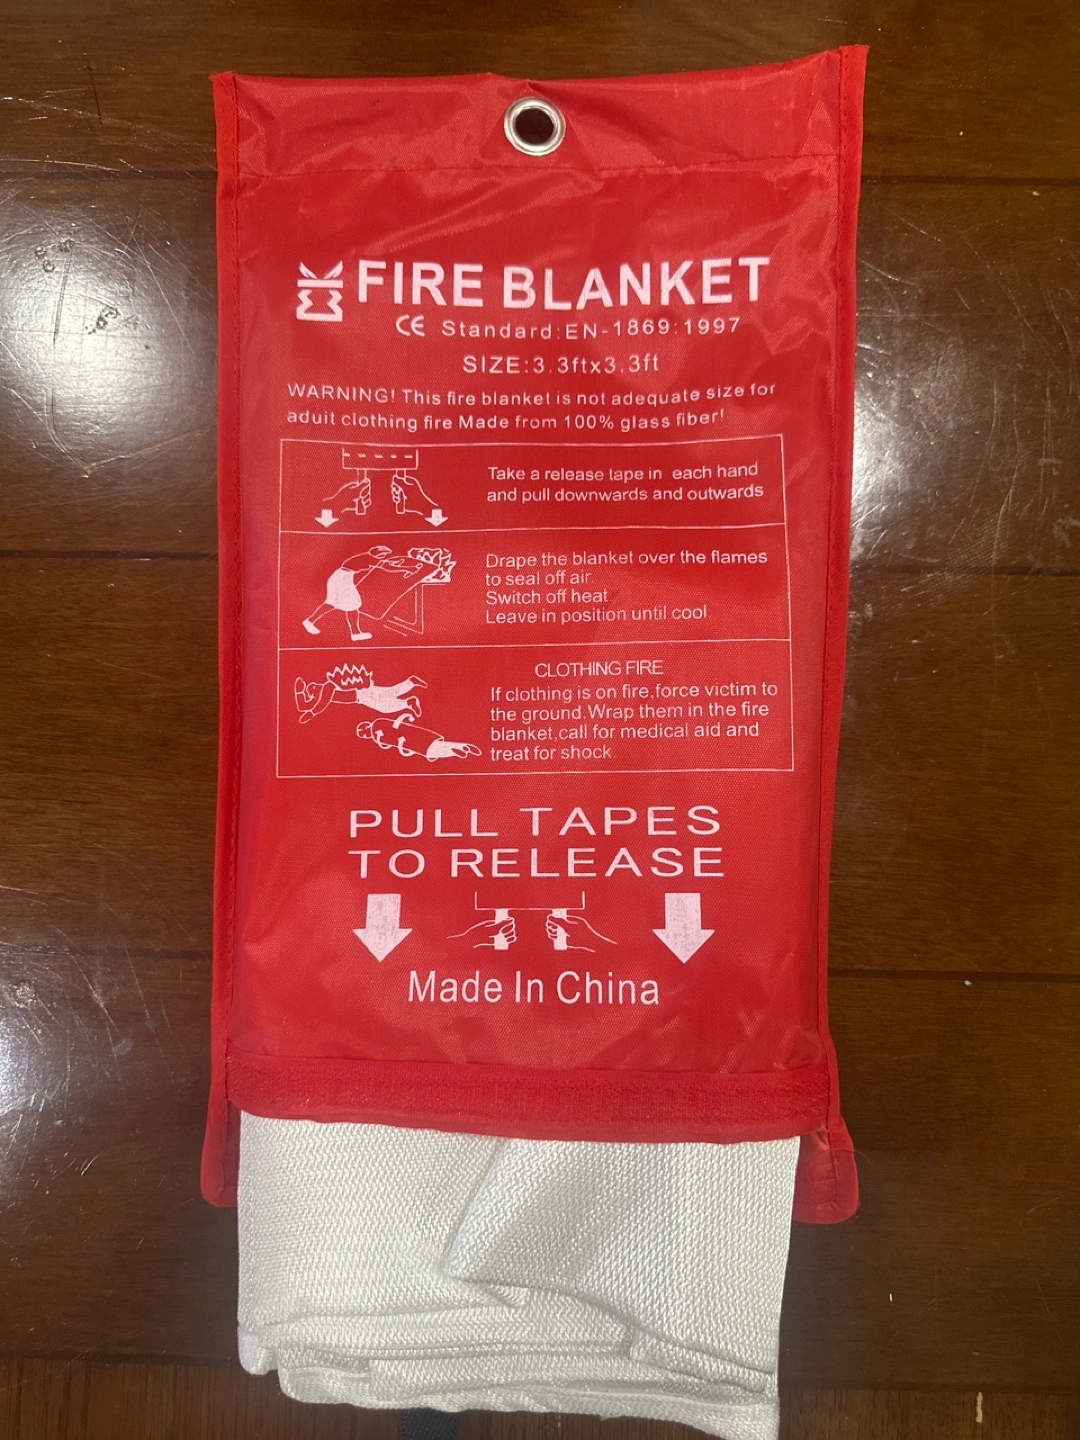 FIRE BLANKET
CE Standard:EN-1869:1997
SIZE:3.3ftx3.3ft
WARNING! This fire blanket is not adequate size for
aduit clothing fire Made from 100% glass fiber!
Take a release tape in each hand
and pull downwards and outwards
Drape the blanket over the flames
to seal off air.
Switch off heat
Leave in position until cool.
CLOTHING FIRE
If clothing is on fire,force victim to
the ground.Wrap them in the fire
blanket,call for medical aid and
treat for shock.
PULL TAPES
TO RELEASE
Made In China